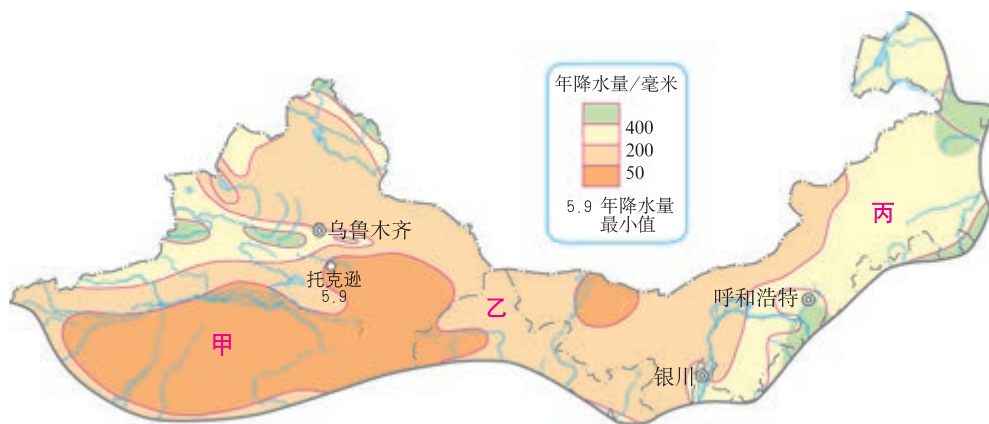 年降水量/毫米
400
200
50
5.9 年降水量
最小值
丙
乌鲁木齐
托克逊
5.9
乙
呼和浩特
甲
银川